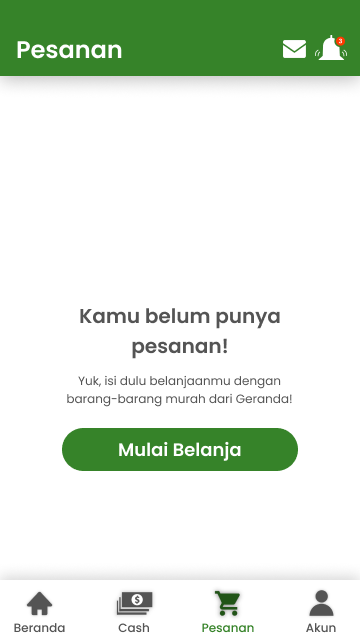 Pesanan
3
Kamu belum punya
pesanan!
Yuk, isi dulu belanjaanmu dengan
barang-barang murah dari Geranda!
Mulai Belanja
$
Beranda Cash Pesanan Akun